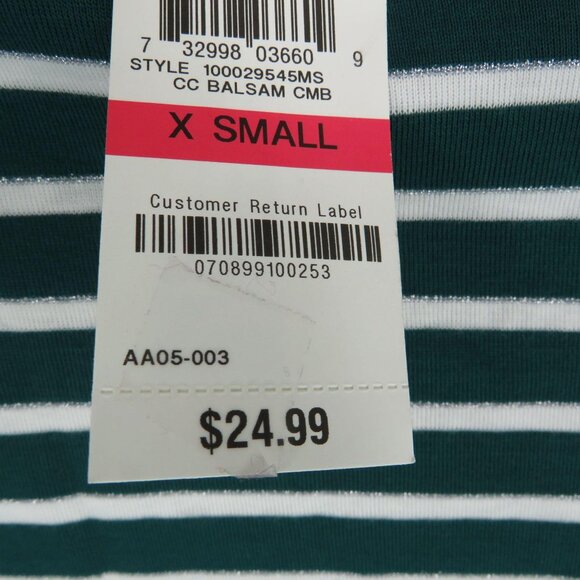 7 32998 03660 9
STYLE 100029545MS
CC BALSAM CMB
X SMALL
Customer Return Label
070899100253
AA05-003
$24.99